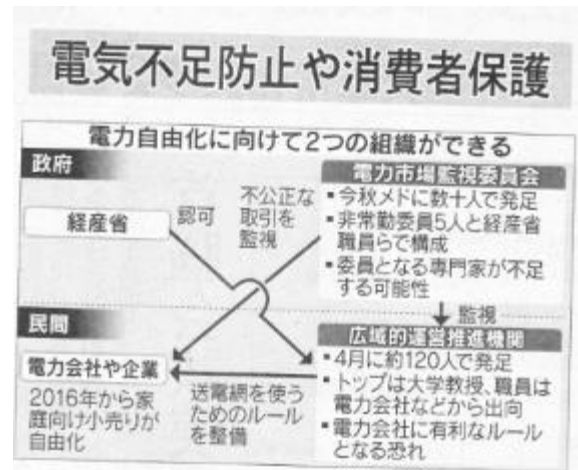 電気不足防止や消費者保護
電力自由化に向けて2つの組織ができる
政府
経産省
認可
不公正な
取引を
監視
電力市場監視委員会
▪今秋メドに数十人で発足
▪非常勤委員5人と経産省
職員らで構成
▪委員となる専門家が不足
する可能性
監視
民間
電力会社や企業
2016年から家
庭向け小売りが
自由化
送電網を使う
ためのルール
を整備
広域的運営推進機関
▪4月に約120人で発足
▪トップは大学教授、職員は
電力会社などから出向
▪電力会社に有利なルール
となる恐れ